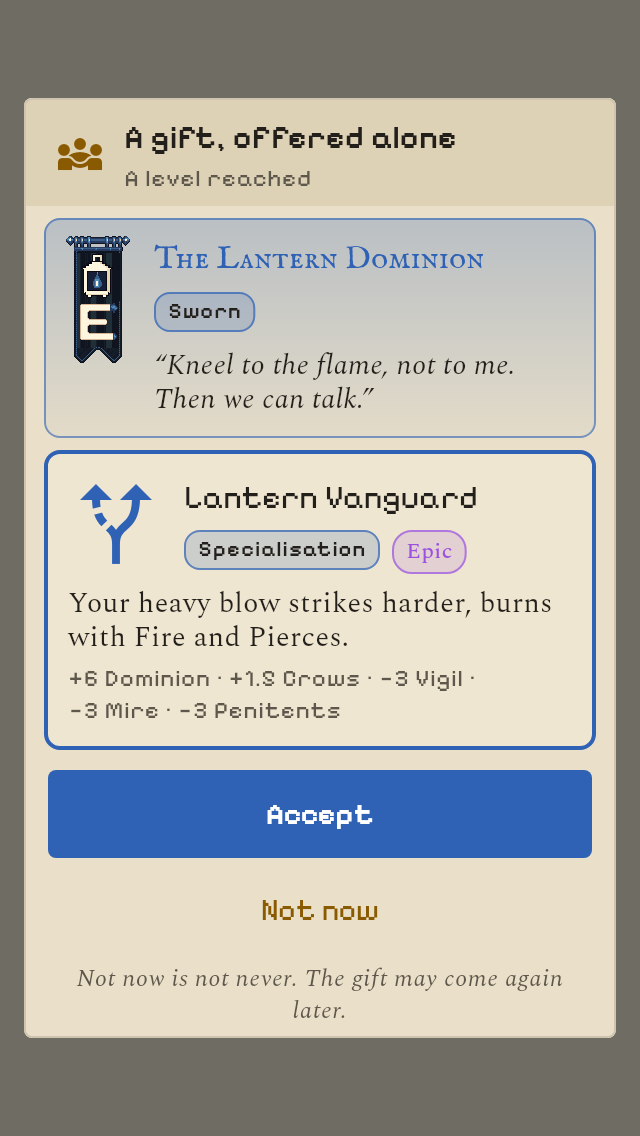 A gift, offered alone
A level reached
The Lantern Dominion
E
Sworn
“Kneel to the flame, not to me.
Then we can talk.”
Lantern Vanguard
Specialisation
Epic
Your heavy blow strikes harder, burns
with Fire and Pierces.
+6 Dominion · +1.8 Crows · −3 Vigil ·
−3 Mire · −3 Penitents
Accept
Not now
Not now is not never. The gift may come again
later.